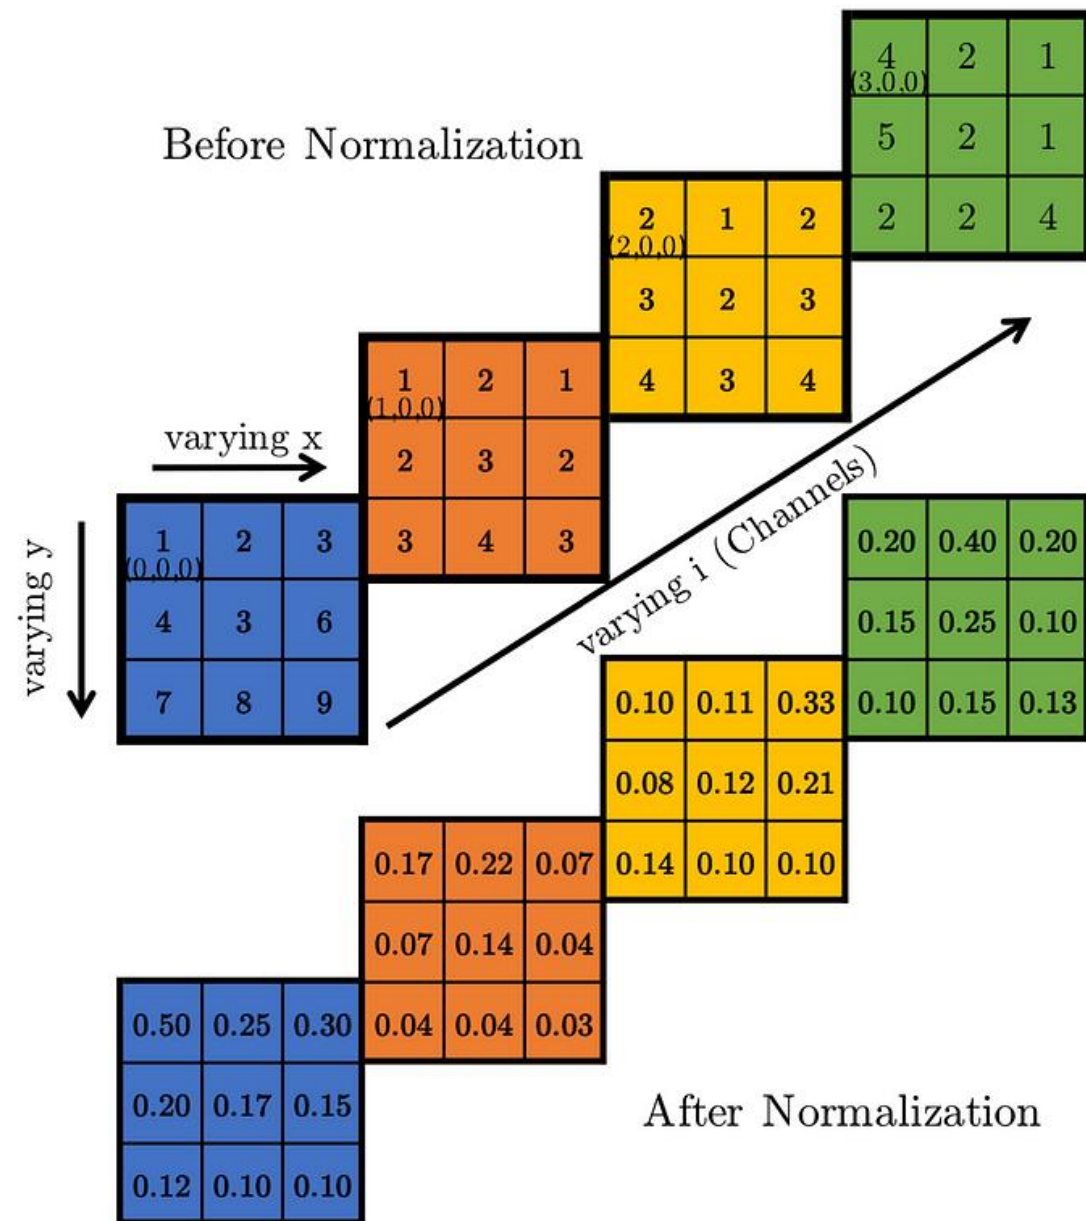 Before Normalization
4 2 1
(3,0,0)
5 2 1
2 2 4
2 1 2
(2,0,0)
3 2 3
4 3 4
1 2 1
(1,0,0)
2 3 2
3 4 3
varying x
varying y
1 2 3
(0,0,0)
4 3 6
7 8 9
varying i (Channels)
0.20 0.40 0.20
0.15 0.25 0.10
0.10 0.15 0.13
0.10 0.11 0.33
0.08 0.12 0.21
0.14 0.10 0.10
0.17 0.22 0.07
0.07 0.14 0.04
0.04 0.04 0.03
0.50 0.25 0.30
0.20 0.17 0.15
0.12 0.10 0.10
After Normalization